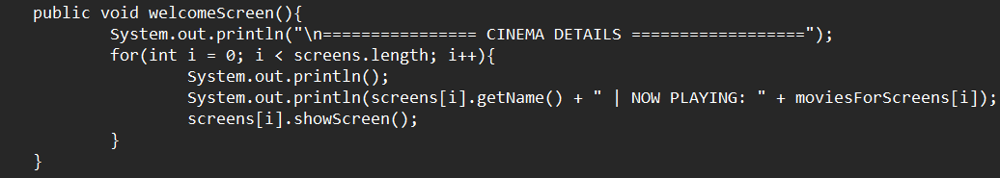 public void welcomeScreen(){
System.out.println("\n================ CINEMA DETAILS ==================");
for(int i = 0; i < screens.length; i++){
System.out.println();
System.out.println(screens[i].getName() + " | NOW PLAYING: " + moviesForScreens[i]);
screens[i].showScreen();
}
}